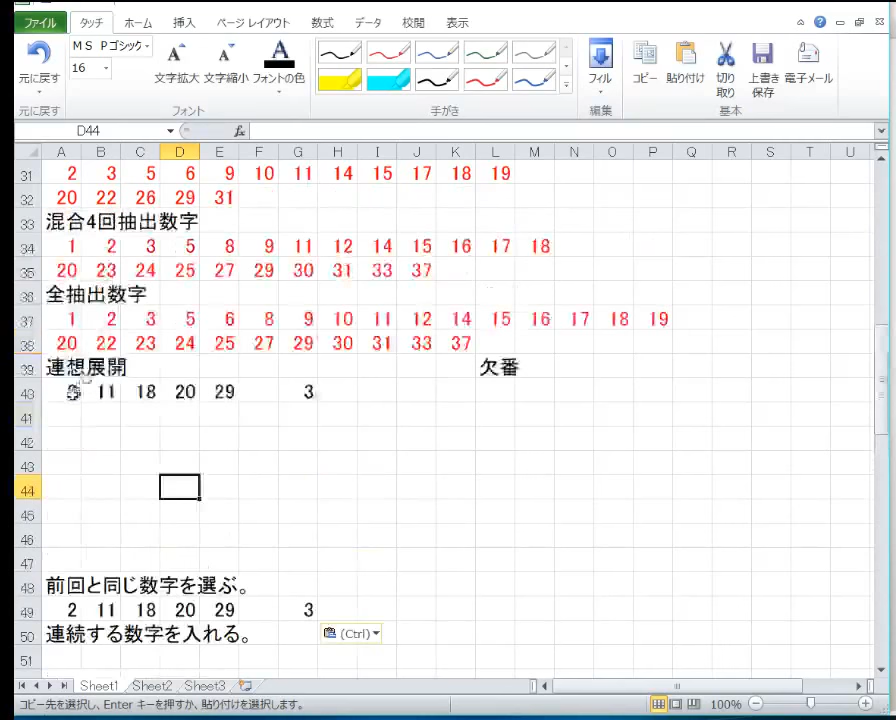 ファイル タッチ ホーム 挿入 ページ レイアウト 数式 データ 校閲 表示
元に戻す
元に戻す
ＭＳ Ｐゴシック
16
文字拡大 文字縮小 フォントの色
フォント
手がき
フィル
編集
コピー 貼り付け 切り取り 上書き保存 電子メール
基本
D44 fx
A B C D E F G H I J K L M N O P Q R S T U
31 2 3 5 6 9 10 11 14 15 17 18 19
32 20 22 26 29 31
33 混合4回抽出数字
34 1 2 3 5 8 9 11 12 14 15 16 17 18
35 20 23 24 25 27 29 30 31 33 37
36 全抽出数字
37 1 2 3 5 6 8 9 10 11 12 14 15 16 17 18 19
38 20 22 23 24 25 27 29 30 31 33 37
39 連想展開 欠番
40 11 18 20 29 3
41
42
43
44
45
46
47
48 前回と同じ数字を選ぶ。
49 2 11 18 20 29 3
50 連続する数字を入れる。 (Ctrl)
51
Sheet1 Sheet2 Sheet3
コピー先を選択し、Enter キーを押すか、貼り付けを選択します。 100%